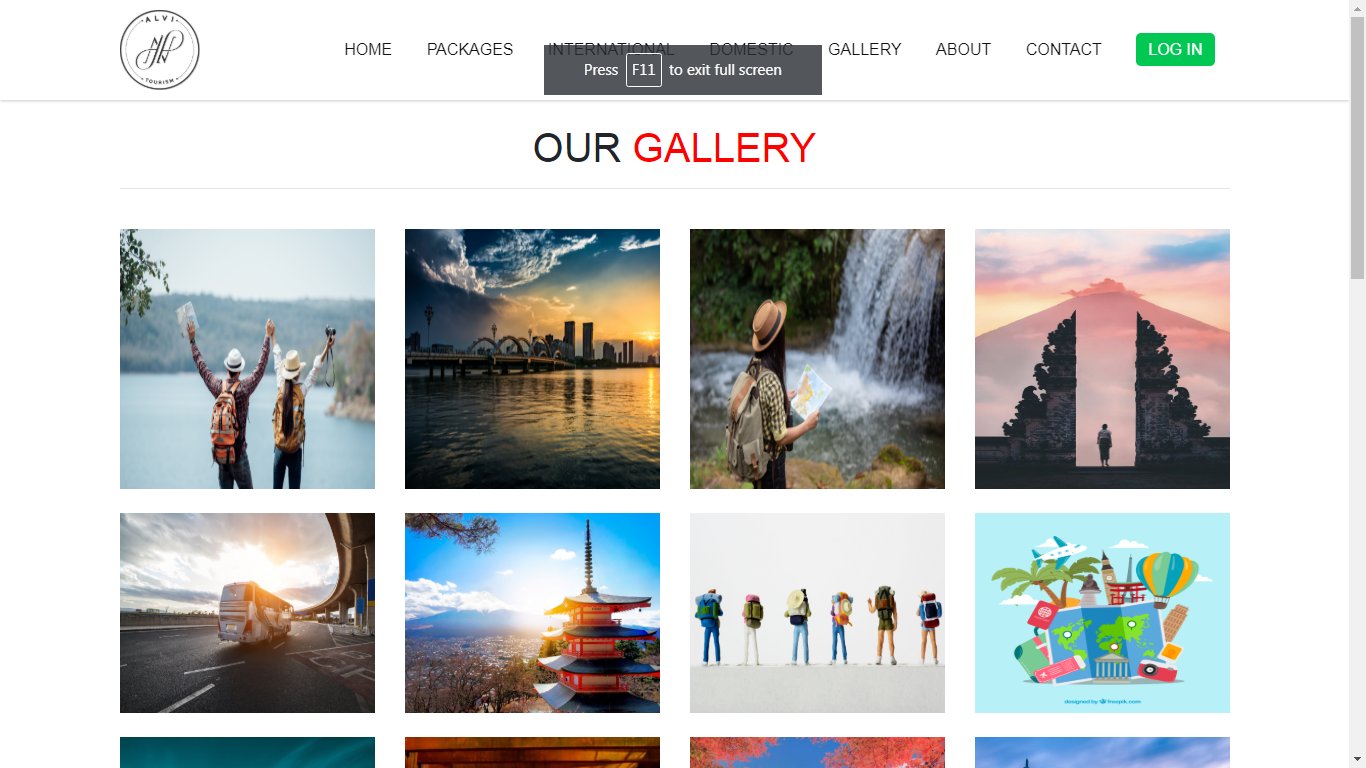 ALVI
TOURISM
HOME
PACKAGES
INTERNATIONAL
DOMESTIC
GALLERY
ABOUT
CONTACT
LOG IN
Press F11 to exit full screen
OUR GALLERY
designed by freepik.com